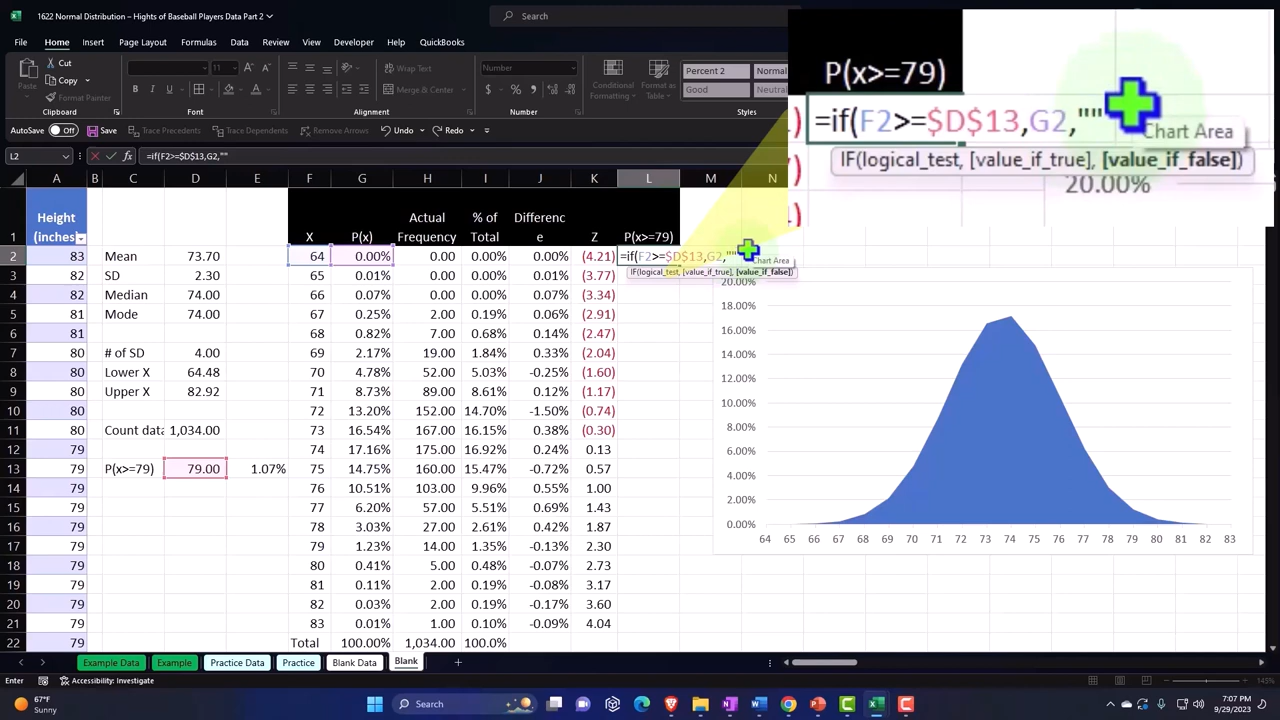 1622 Normal Distribution – Hights of Baseball Players Data Part 2
Search
File Home Insert Page Layout Formulas Data Review View Developer Help QuickBooks
Cut
Copy
Paste
Format Painter
Number
Conditional Formatting
Format as Table
Percent 2
Normal
Good
Clipboard
Font
Alignment
Number
AutoSave Off Save Trace Precedents Trace Dependents Remove Arrows Undo Redo
L2 =if(F2>=$D$13,G2,""
P(x>=79)
=if(F2>=$D$13,G2,""
Chart Area
IF(logical_test, [value_if_true], [value_if_false])
20.00%
A B C D E F G H I J K L M N
Height Actual % of Differenc
1 (Inches) X P(x) Frequency Total e Z P(x>=79)
2 83 Mean 73.70 64 0.00% 0.00 0.00% 0.00% (4.21) =if(F2>=$D$13,G2,""
Chart Area
IF(logical_test, [value_if_true], [value_if_false])
3 82 SD 2.30 65 0.01% 0.00 0.00% 0.01% (3.77)
4 82 Median 74.00 66 0.07% 0.00 0.00% 0.07% (3.34)
5 81 Mode 74.00 67 0.25% 2.00 0.19% 0.06% (2.91)
6 81 68 0.82% 7.00 0.68% 0.14% (2.47)
7 80 # of SD 4.00 69 2.17% 19.00 1.84% 0.33% (2.04)
8 80 Lower X 64.48 70 4.78% 52.00 5.03% -0.25% (1.60)
9 80 Upper X 82.92 71 8.73% 89.00 8.61% 0.12% (1.17)
10 80 72 13.20% 152.00 14.70% -1.50% (0.74)
11 80 Count data 1,034.00 73 16.54% 167.00 16.15% 0.38% (0.30)
12 79 74 17.16% 175.00 16.92% 0.24% 0.13
13 79 P(x>=79) 79.00 1.07% 75 14.75% 160.00 15.47% -0.72% 0.57
14 79 76 10.51% 103.00 9.96% 0.55% 1.00
15 79 77 6.20% 57.00 5.51% 0.69% 1.43
16 79 78 3.03% 27.00 2.61% 0.42% 1.87
17 79 79 1.23% 14.00 1.35% -0.13% 2.30
18 79 80 0.41% 5.00 0.48% -0.07% 2.73
19 79 81 0.11% 2.00 0.19% -0.08% 3.17
20 79 82 0.03% 2.00 0.19% -0.17% 3.60
21 79 83 0.01% 1.00 0.10% -0.09% 4.04
22 79 Total 100.00% 1,034.00 100.0%
20.00%
18.00%
16.00%
14.00%
12.00%
10.00%
8.00%
6.00%
4.00%
2.00%
0.00%
64 65 66 67 68 69 70 71 72 73 74 75 76 77 78 79 80 81 82 83
Example Data Example Practice Data Practice Blank Data Blank
Enter Accessibility: Investigate 145%
67°F
Sunny
Search
7:07 PM
9/29/2023